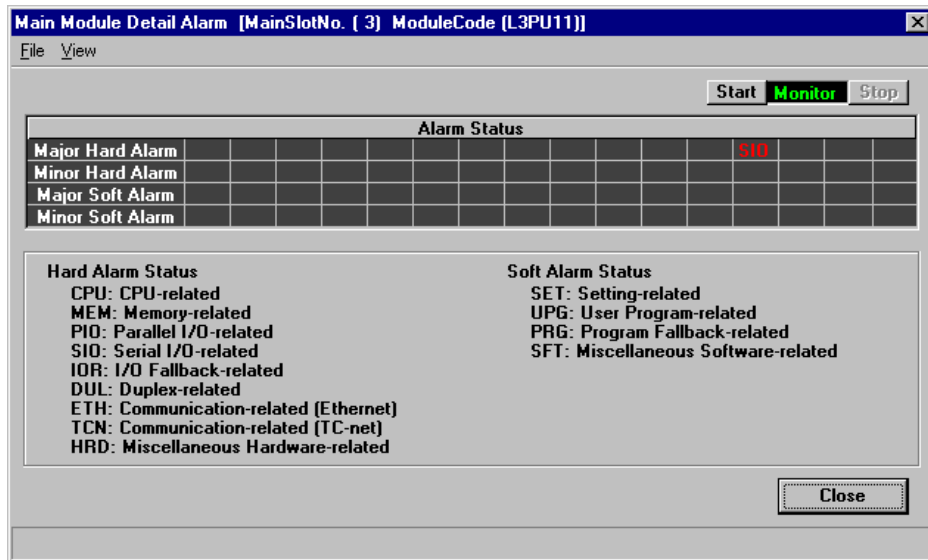 Main Module Detail Alarm [MainSlotNo. ( 3) ModuleCode (L3PU11)]
File View
Start Monitor Stop
Alarm Status
Major Hard Alarm SIO
Minor Hard Alarm
Major Soft Alarm
Minor Soft Alarm
Hard Alarm Status
CPU: CPU-related
MEM: Memory-related
PIO: Parallel I/O-related
SIO: Serial I/O-related
IOR: I/O Fallback-related
DUL: Duplex-related
ETH: Communication-related (Ethernet)
TCN: Communication-related (TC-net)
HRD: Miscellaneous Hardware-related
Soft Alarm Status
SET: Setting-related
UPG: User Program-related
PRG: Program Fallback-related
SFT: Miscellaneous Software-related
Close